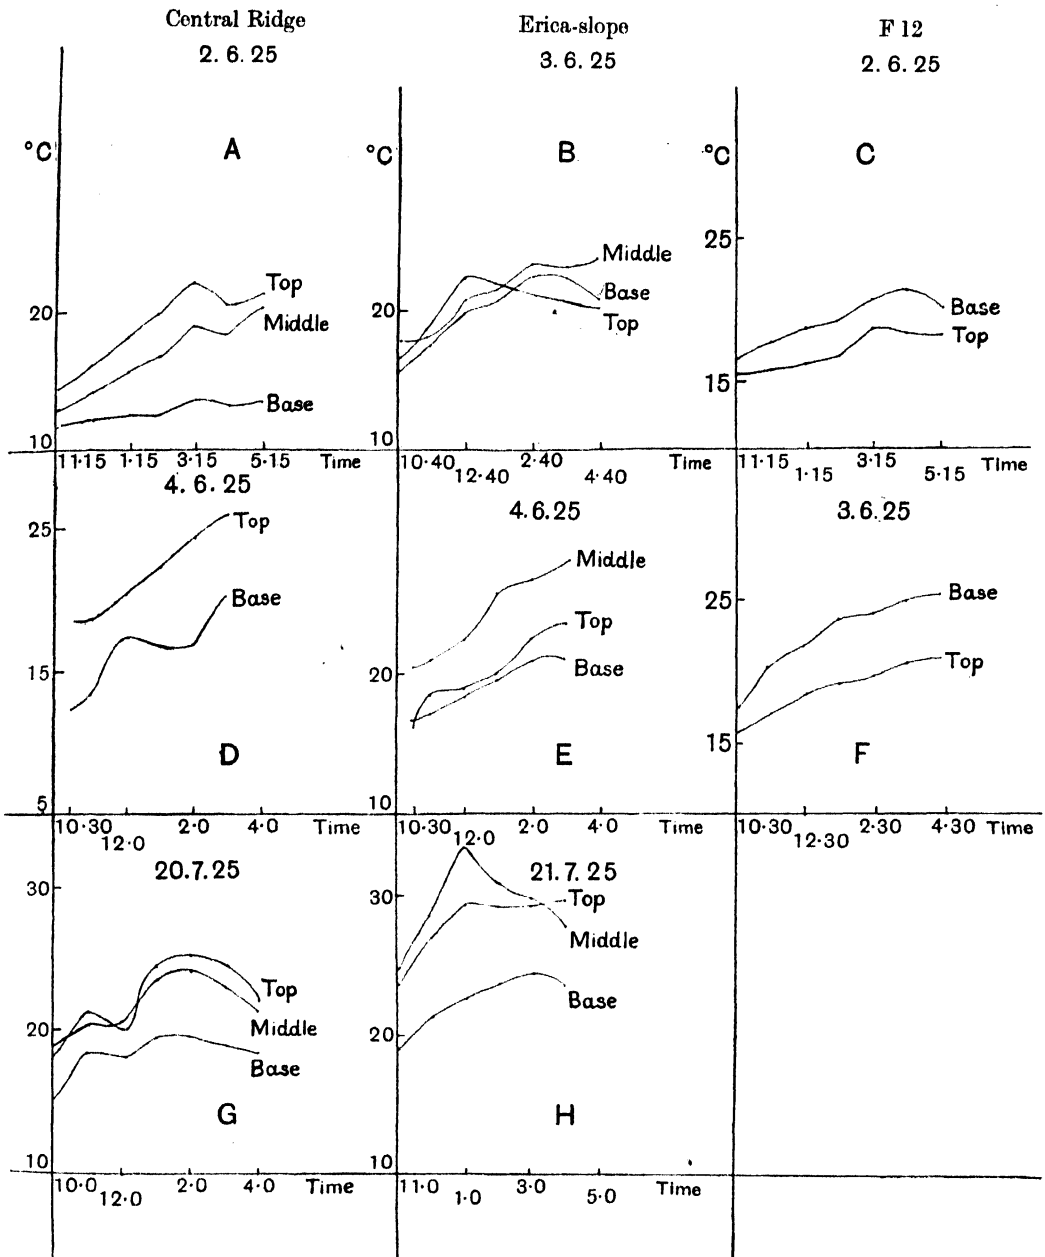 Central Ridge
2.6.25
Erica-slope
3.6.25
F 12
2.6.25
°C
A
20
10
Top
Middle
Base
11·15 1·15 3·15 5·15 Time
°C
B
20
10
Middle
Base
Top
10·40 12·40 2·40 4·40 Time
°C
C
25
15
Base
Top
11·15 1·15 3·15 5·15 Time
4.6.25
25
15
5
Top
Base
D
10·30 12·0 2·0 4·0 Time
4.6.25
20
10
Middle
Top
Base
E
10·30 12·0 2·0 4·0 Time
3.6.25
25
15
Base
Top
F
10·30 12·30 2·30 4·30 Time
20.7.25
30
20
10
Top
Middle
Base
G
10·0 12·0 2·0 4·0 Time
21.7.25
30
20
10
Top
Middle
Base
H
11·0 1·0 3·0 5·0 Time